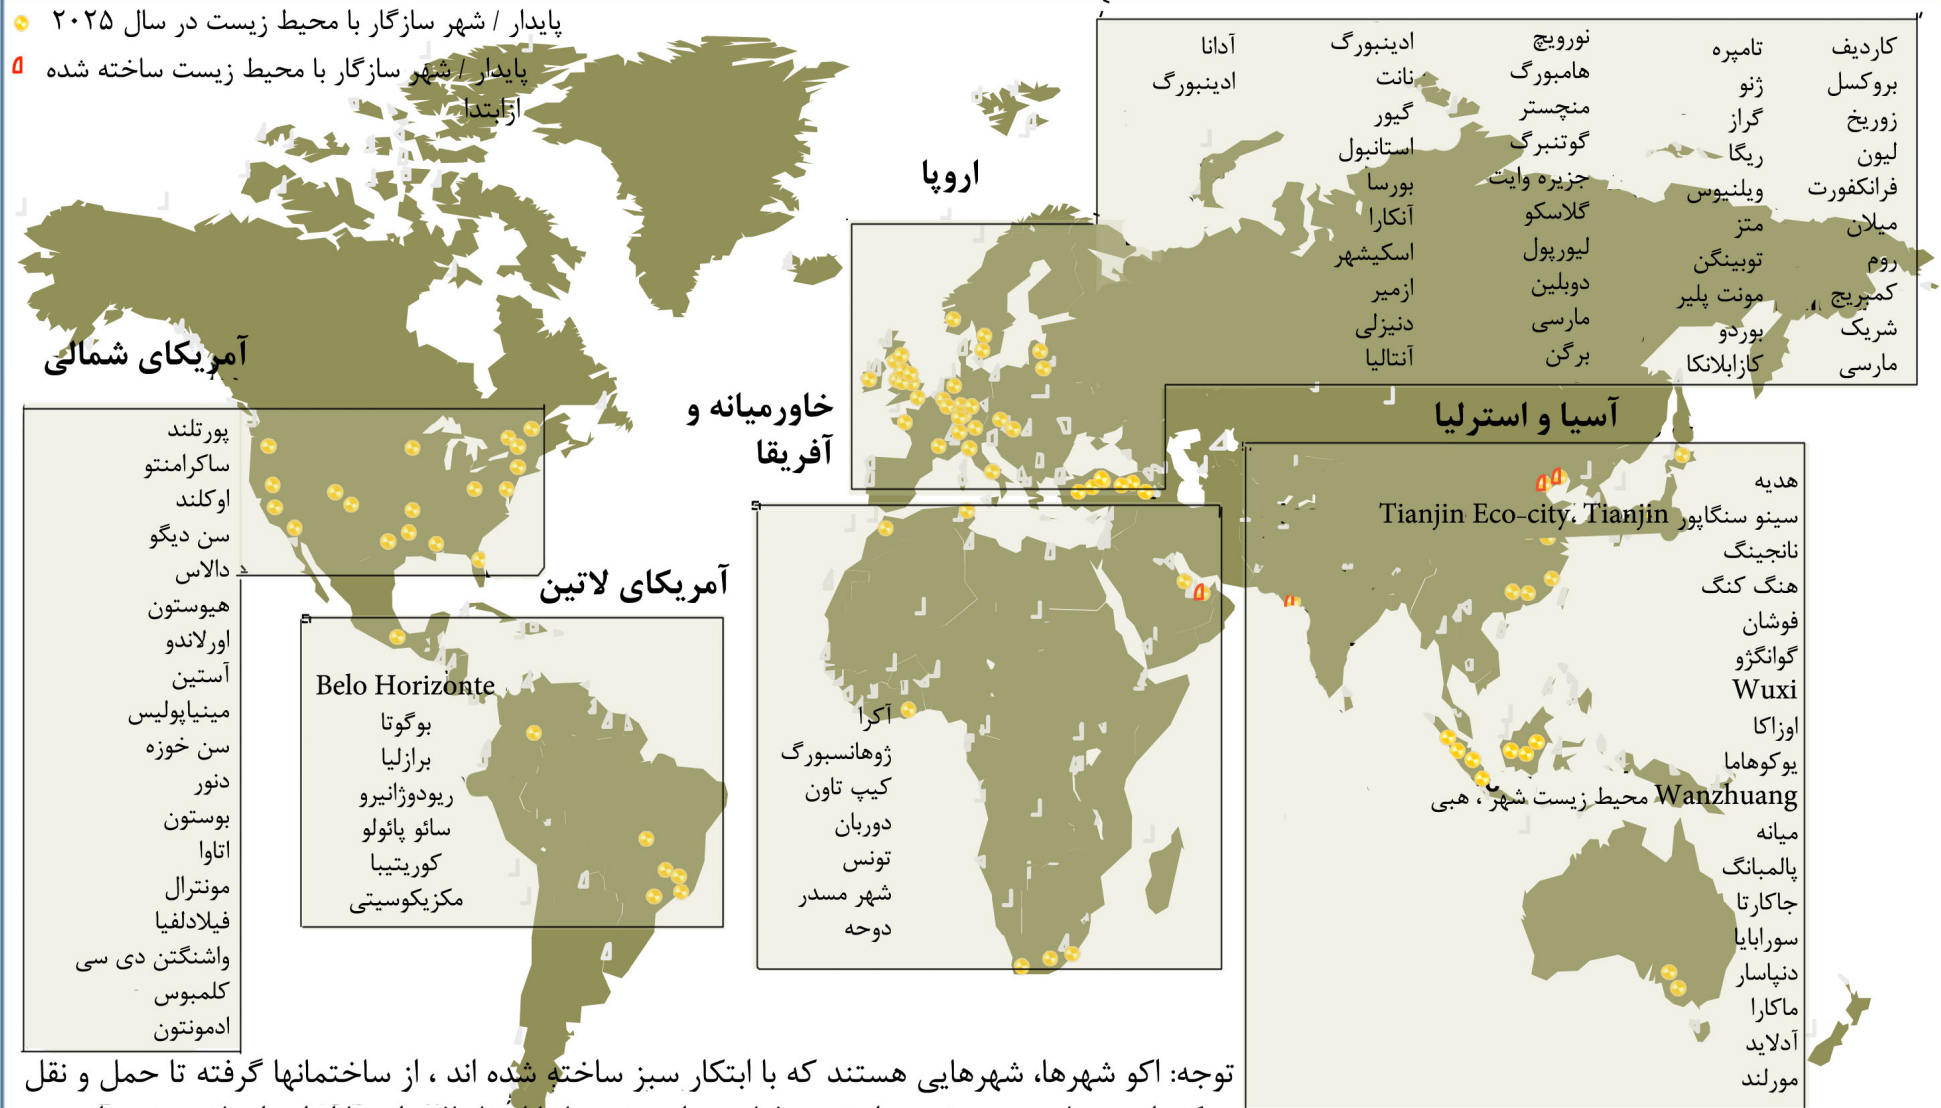 پایدار / شهر سازگار با محیط زیست در سال ۲۰۲۵
پایدار / شهر سازگار با محیط زیست ساخته شده
ازابتدا
اروپا
کاردیف
بروکسل
زوریخ
لیون
فرانکفورت
میلان
روم
کمبریج
شریک
مارسی
تامپره
ژنو
گراز
ریگا
ویلنیوس
متز
توبینگن
مونت پلیر
بوردو
کازابلانکا
نورویچ
هامبورگ
منچستر
گوتنبرگ
جزیره وایت
گلاسکو
لیورپول
دوبلین
مارسی
برگن
ادینبورگ
نانت
گیور
استانبول
بورسا
آنکارا
اسکیشهر
ازمیر
دنیزلی
آنتالیا
آدانا
ادینبورگ
آمریکای شمالی
پورتلند
ساکرامنتو
اوکلند
سن دیگو
دالاس
هیوستون
اورلاندو
آستین
مینیاپولیس
سن خوزه
دنور
بوستون
اتاوا
مونترال
فیلادلفیا
واشنگتن دی سی
کلمبوس
ادمونتون
آمریکای لاتین
Belo Horizonte
بوگوتا
برازلیا
ریودوژانیرو
سائو پائولو
کوریتیبا
مکزیکوسیتی
خاورمیانه و
آفریقا
آکرا
ژوهانسبورگ
کیپ تاون
دوربان
تونس
شهر مسدر
دوحه
آسیا و استرلیا
هدیه
سینو سنگاپور Tianjin Eco-city، Tianjin
نانجینگ
هنگ کنگ
فوشان
گوانگژو
Wuxi
اوزاکا
یوکوهاما
Wanzhuang محیط زیست شهر ، هبی
میانه
پالمبانگ
جاکارتا
سورابایا
دنپاسار
ماکارا
آدلاید
مورلند
توجه: اکو شهرها، شهرهایی هستند که با ابتکار سبز ساخته شده اند ، از ساختمانها گرفته تا حمل و نقل